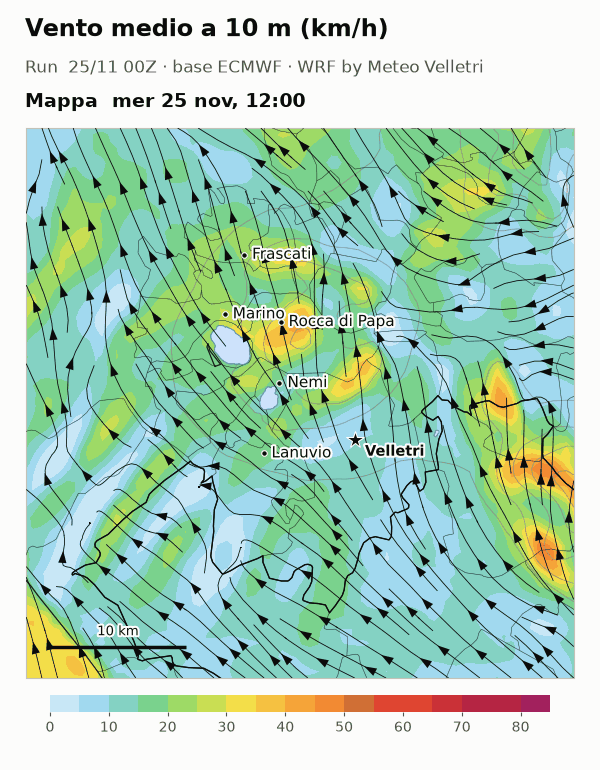 Vento medio a 10 m (km/h)
Run  25/11 00Z · base ECMWF · WRF by Meteo Velletri
Mappa  mer 25 nov, 12:00
Frascati
Marino
Rocca di Papa
Nemi
Velletri
Lanuvio
10 km
0 10 20 30 40 50 60 70 80